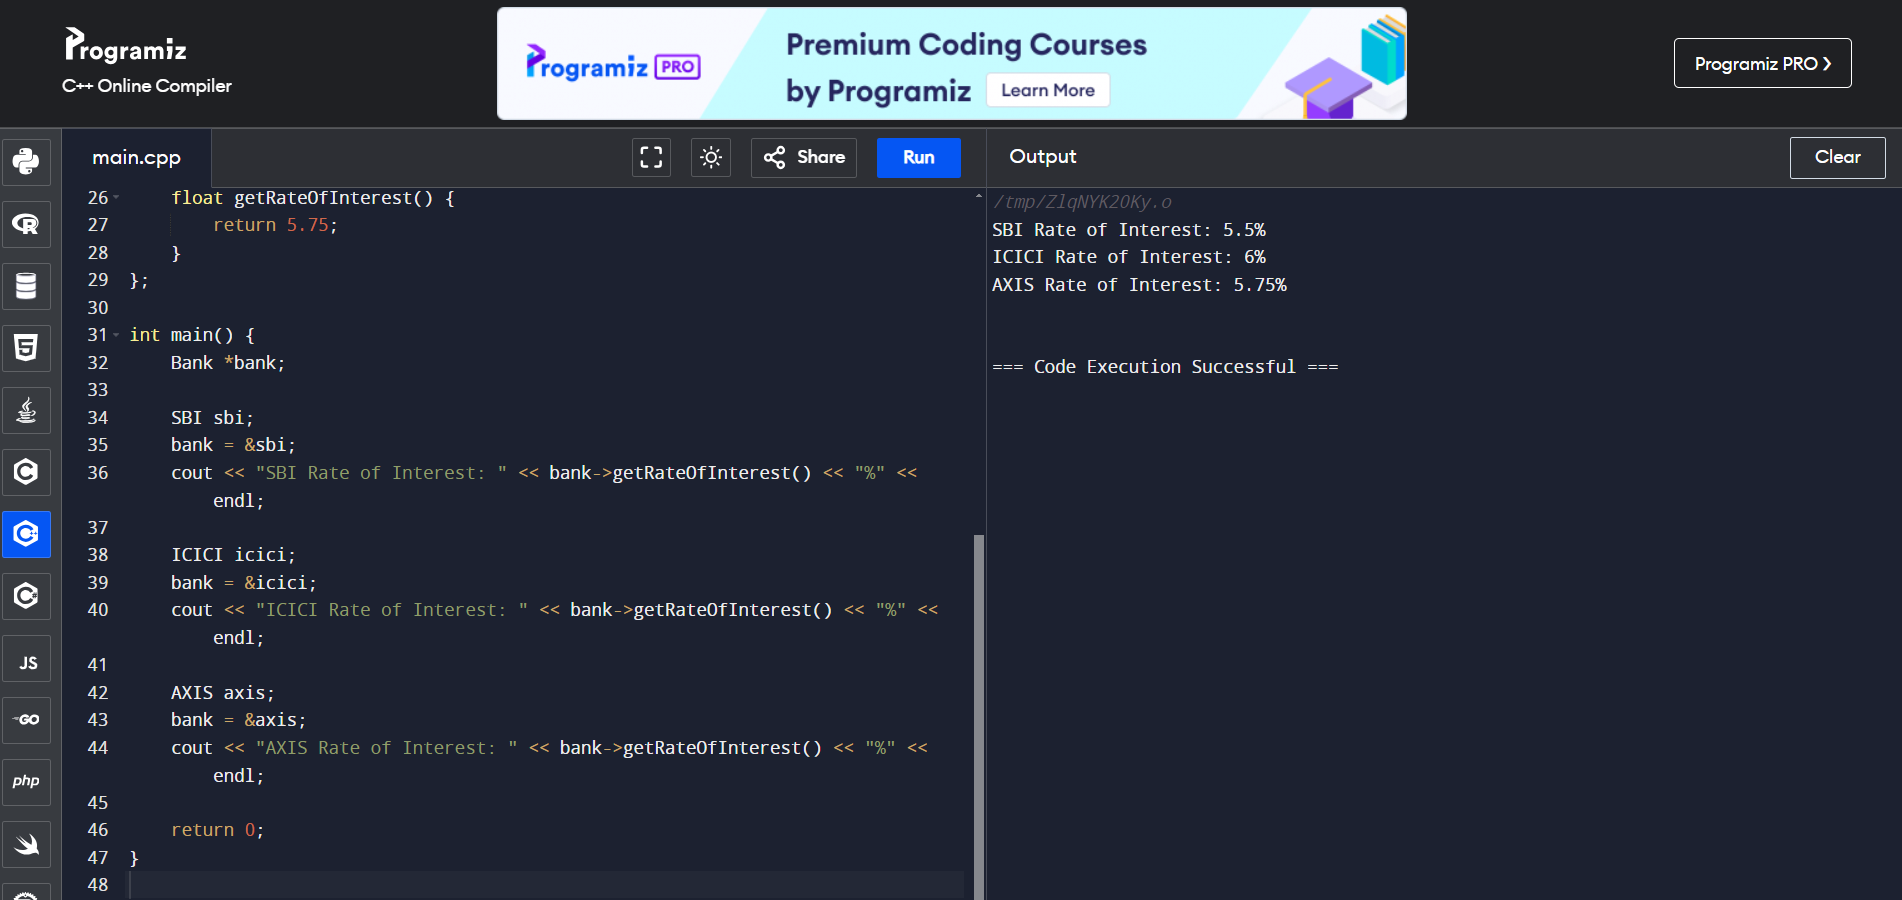 Programiz
C++ Online Compiler
Programiz PRO
Premium Coding Courses
by Programiz
Learn More
Programiz PRO ❯
main.cpp
Share
Run
Output
Clear
26 float getRateOfInterest() {
27 return 5.75;
28 }
29 };
30
31 int main() {
32 Bank *bank;
33
34 SBI sbi;
35 bank = &sbi;
36 cout << "SBI Rate of Interest: " << bank->getRateOfInterest() << "%" <<
endl;
37
38 ICICI icici;
39 bank = &icici;
40 cout << "ICICI Rate of Interest: " << bank->getRateOfInterest() << "%" <<
endl;
41
42 AXIS axis;
43 bank = &axis;
44 cout << "AXIS Rate of Interest: " << bank->getRateOfInterest() << "%" <<
endl;
45
46 return 0;
47 }
48
/tmp/ZlqNYK2OKy.o
SBI Rate of Interest: 5.5%
ICICI Rate of Interest: 6%
AXIS Rate of Interest: 5.75%
=== Code Execution Successful ===
R
5
C
C++
C#
JS
GO
php